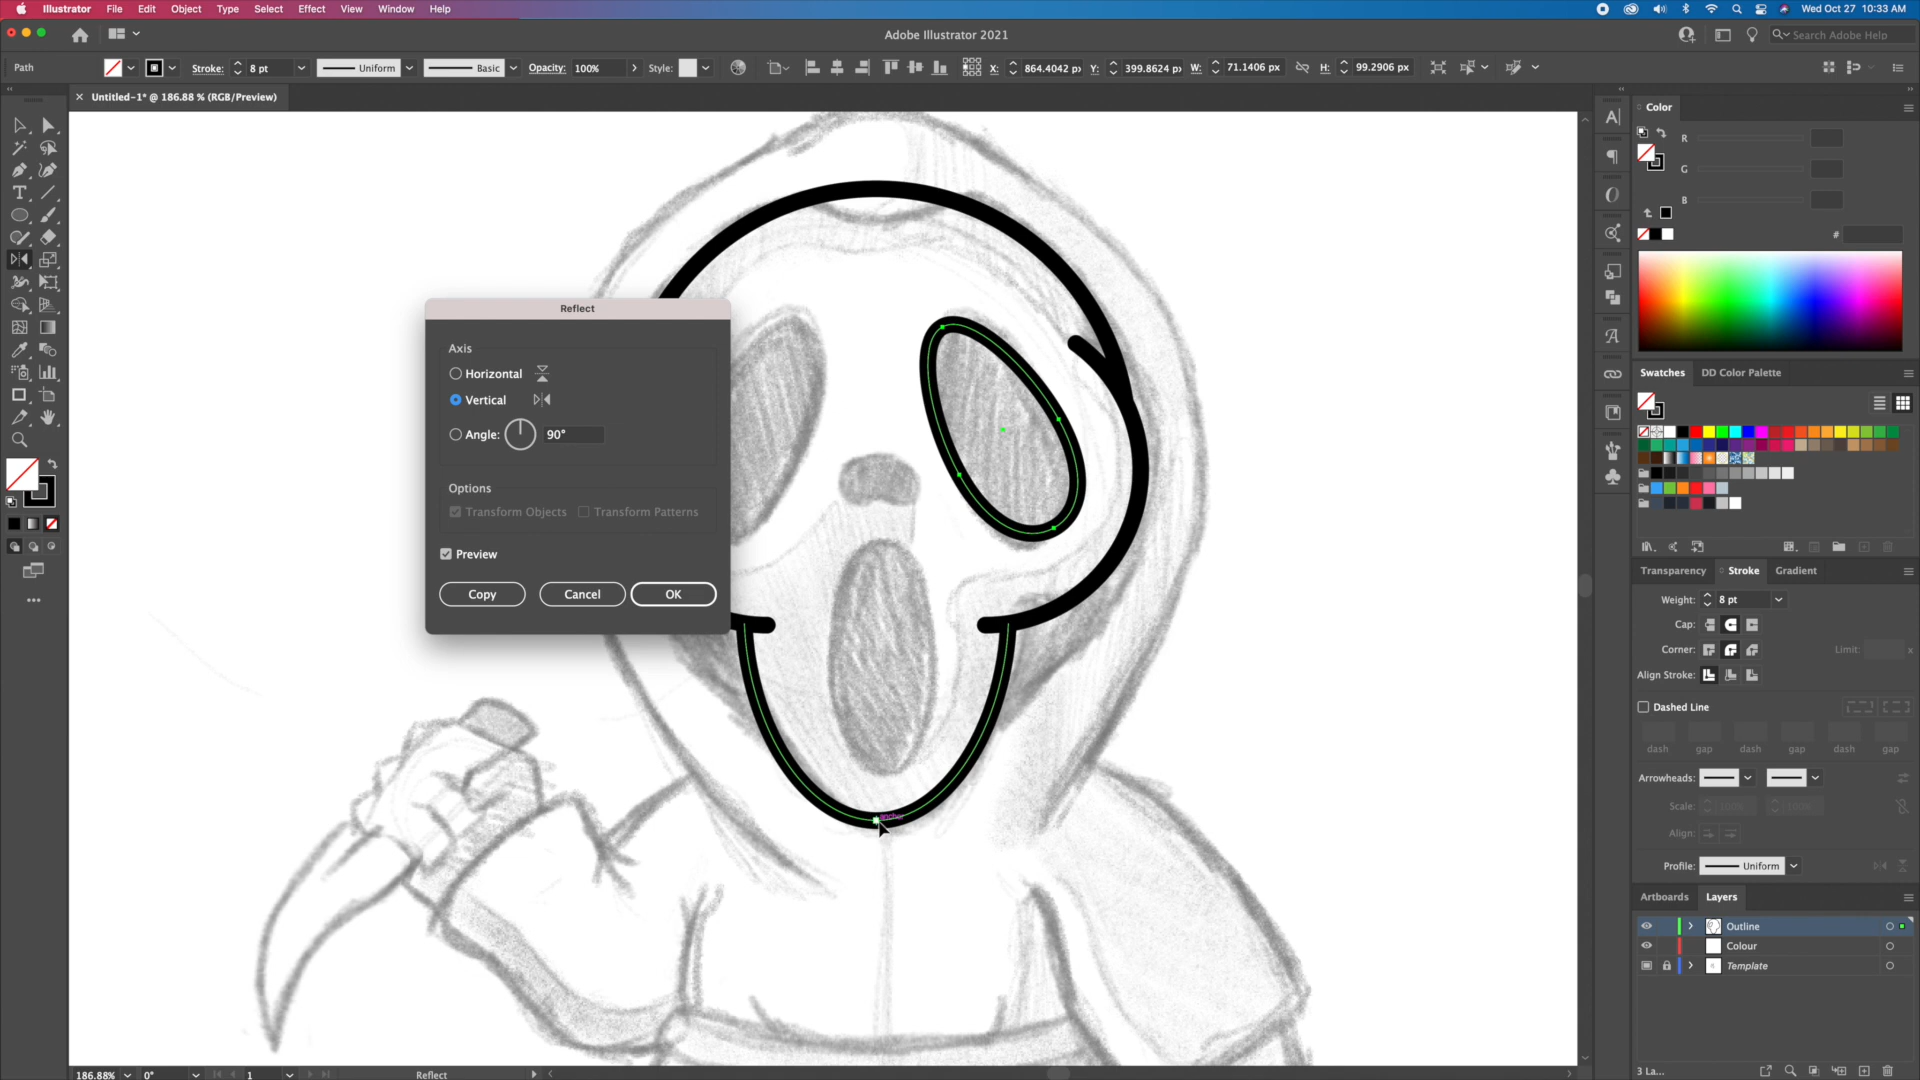 Illustrator File Edit Object Type Select Effect View Window Help Wed Oct 27 10:33 AM
Adobe Illustrator 2021 Search Adobe Help
Path Stroke: 8 pt Uniform Basic Opacity: 100% Style: X: 864.4042 px Y: 399.8624 px W: 71.1406 px H: 99.2906 px
Untitled-1* @ 186.88 % (RGB/Preview)
Color
R
G
B
#
Reflect
Axis
Horizontal
Vertical
Angle: 90°
Options
Transform Objects Transform Patterns
Preview
Copy Cancel OK
anchor
Swatches DD Color Palette
Transparency Stroke Gradient
Weight: 8 pt
Cap:
Corner: Limit: x
Align Stroke:
Dashed Line
dash gap dash gap dash gap
Arrowheads:
Scale: 100% 100%
Align:
Profile: Uniform
Artboards Layers
Outline
Colour
Template
186.88% 0° 1 Reflect
3 La...